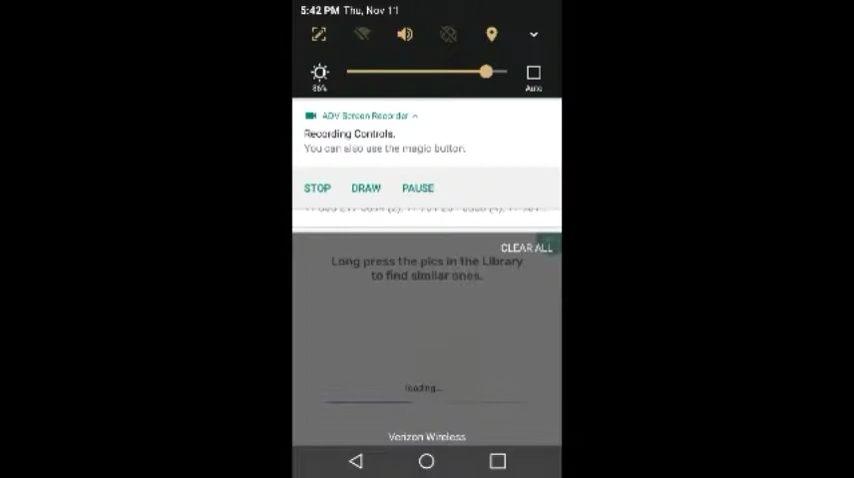 5:42 PM Thu, Nov 11
86%
Auto
ADV Screen Recorder
Recording Controls.
You can also use the magic button.
STOP DRAW PAUSE
CLEAR ALL
Long press the pics in the Library
to find similar ones.
loading...
Verizon Wireless